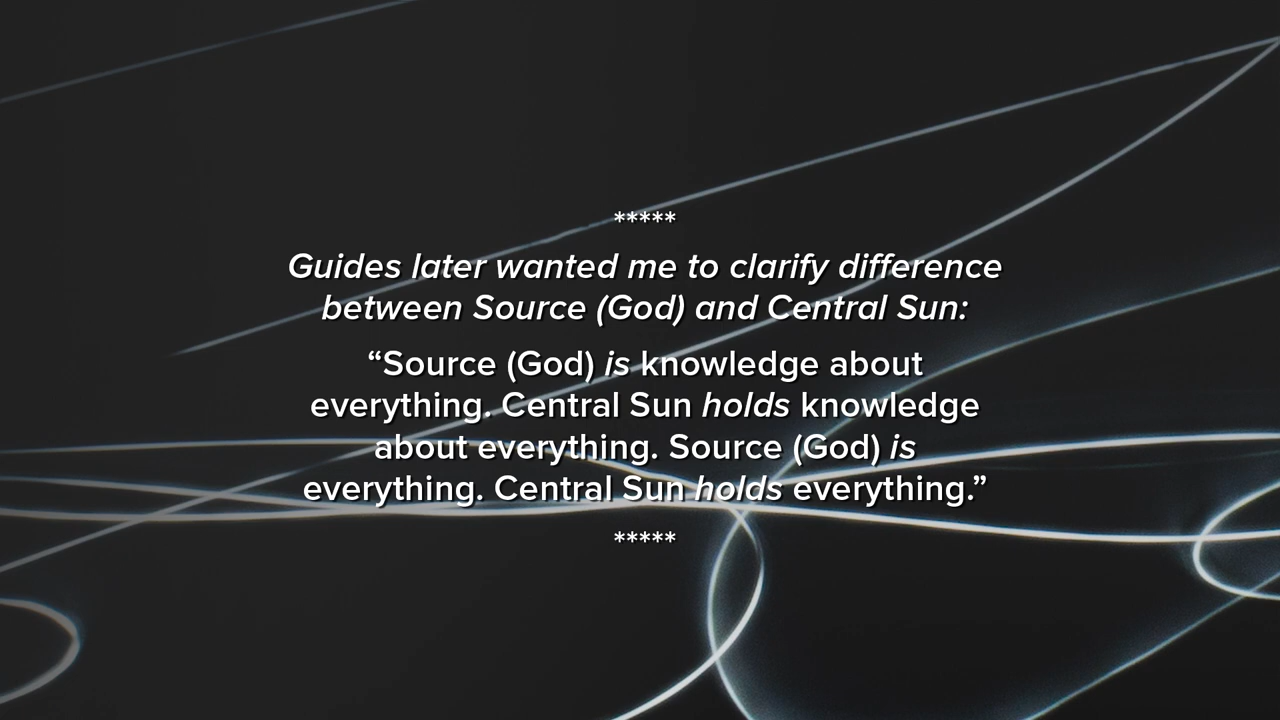 *****
Guides later wanted me to clarify difference
between Source (God) and Central Sun:
“Source (God) is knowledge about
everything. Central Sun holds knowledge
about everything. Source (God) is
everything. Central Sun holds everything.”
*****